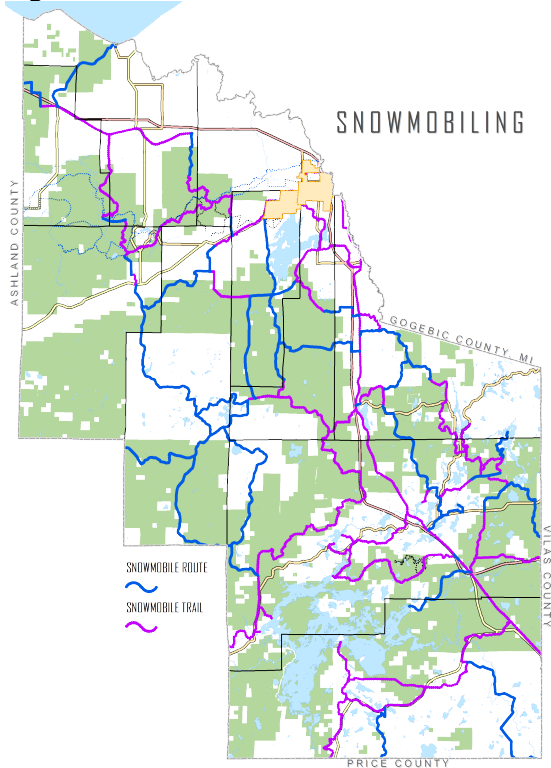 SNOWMOBILING
ASHLAND COUNTY
GOGEBIC COUNTY, MI
VILAS COUNTY
SNOWMOBILE ROUTE
SNOWMOBILE TRAIL
PRICE COUNTY